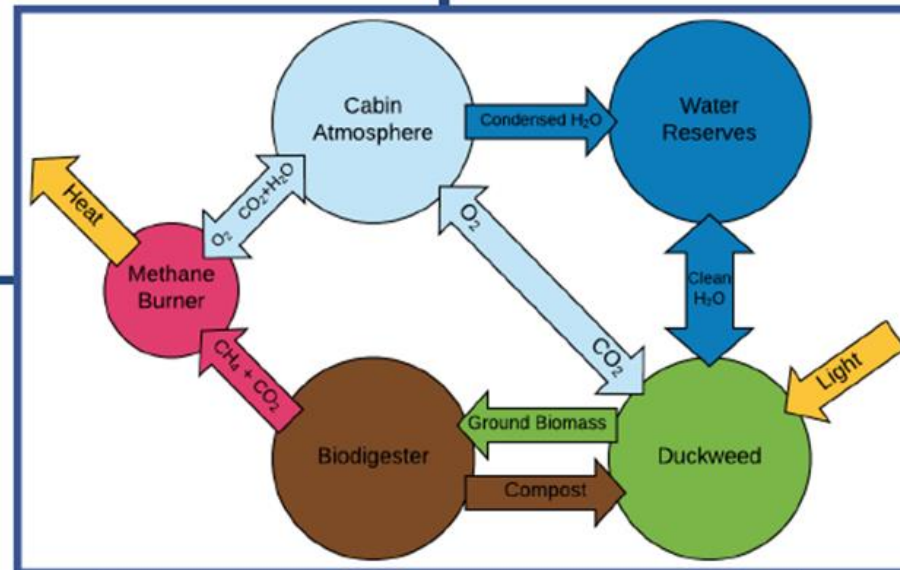 Cabin
Atmosphere
Condensed H₂O
Water
Reserves
Heat
O₂
CO₂+H₂O
Methane
Burner
O₂
CO₂
Clean
H₂O
CH₄ + CO₂
Light
Biodigester
Ground Biomass
Compost
Duckweed